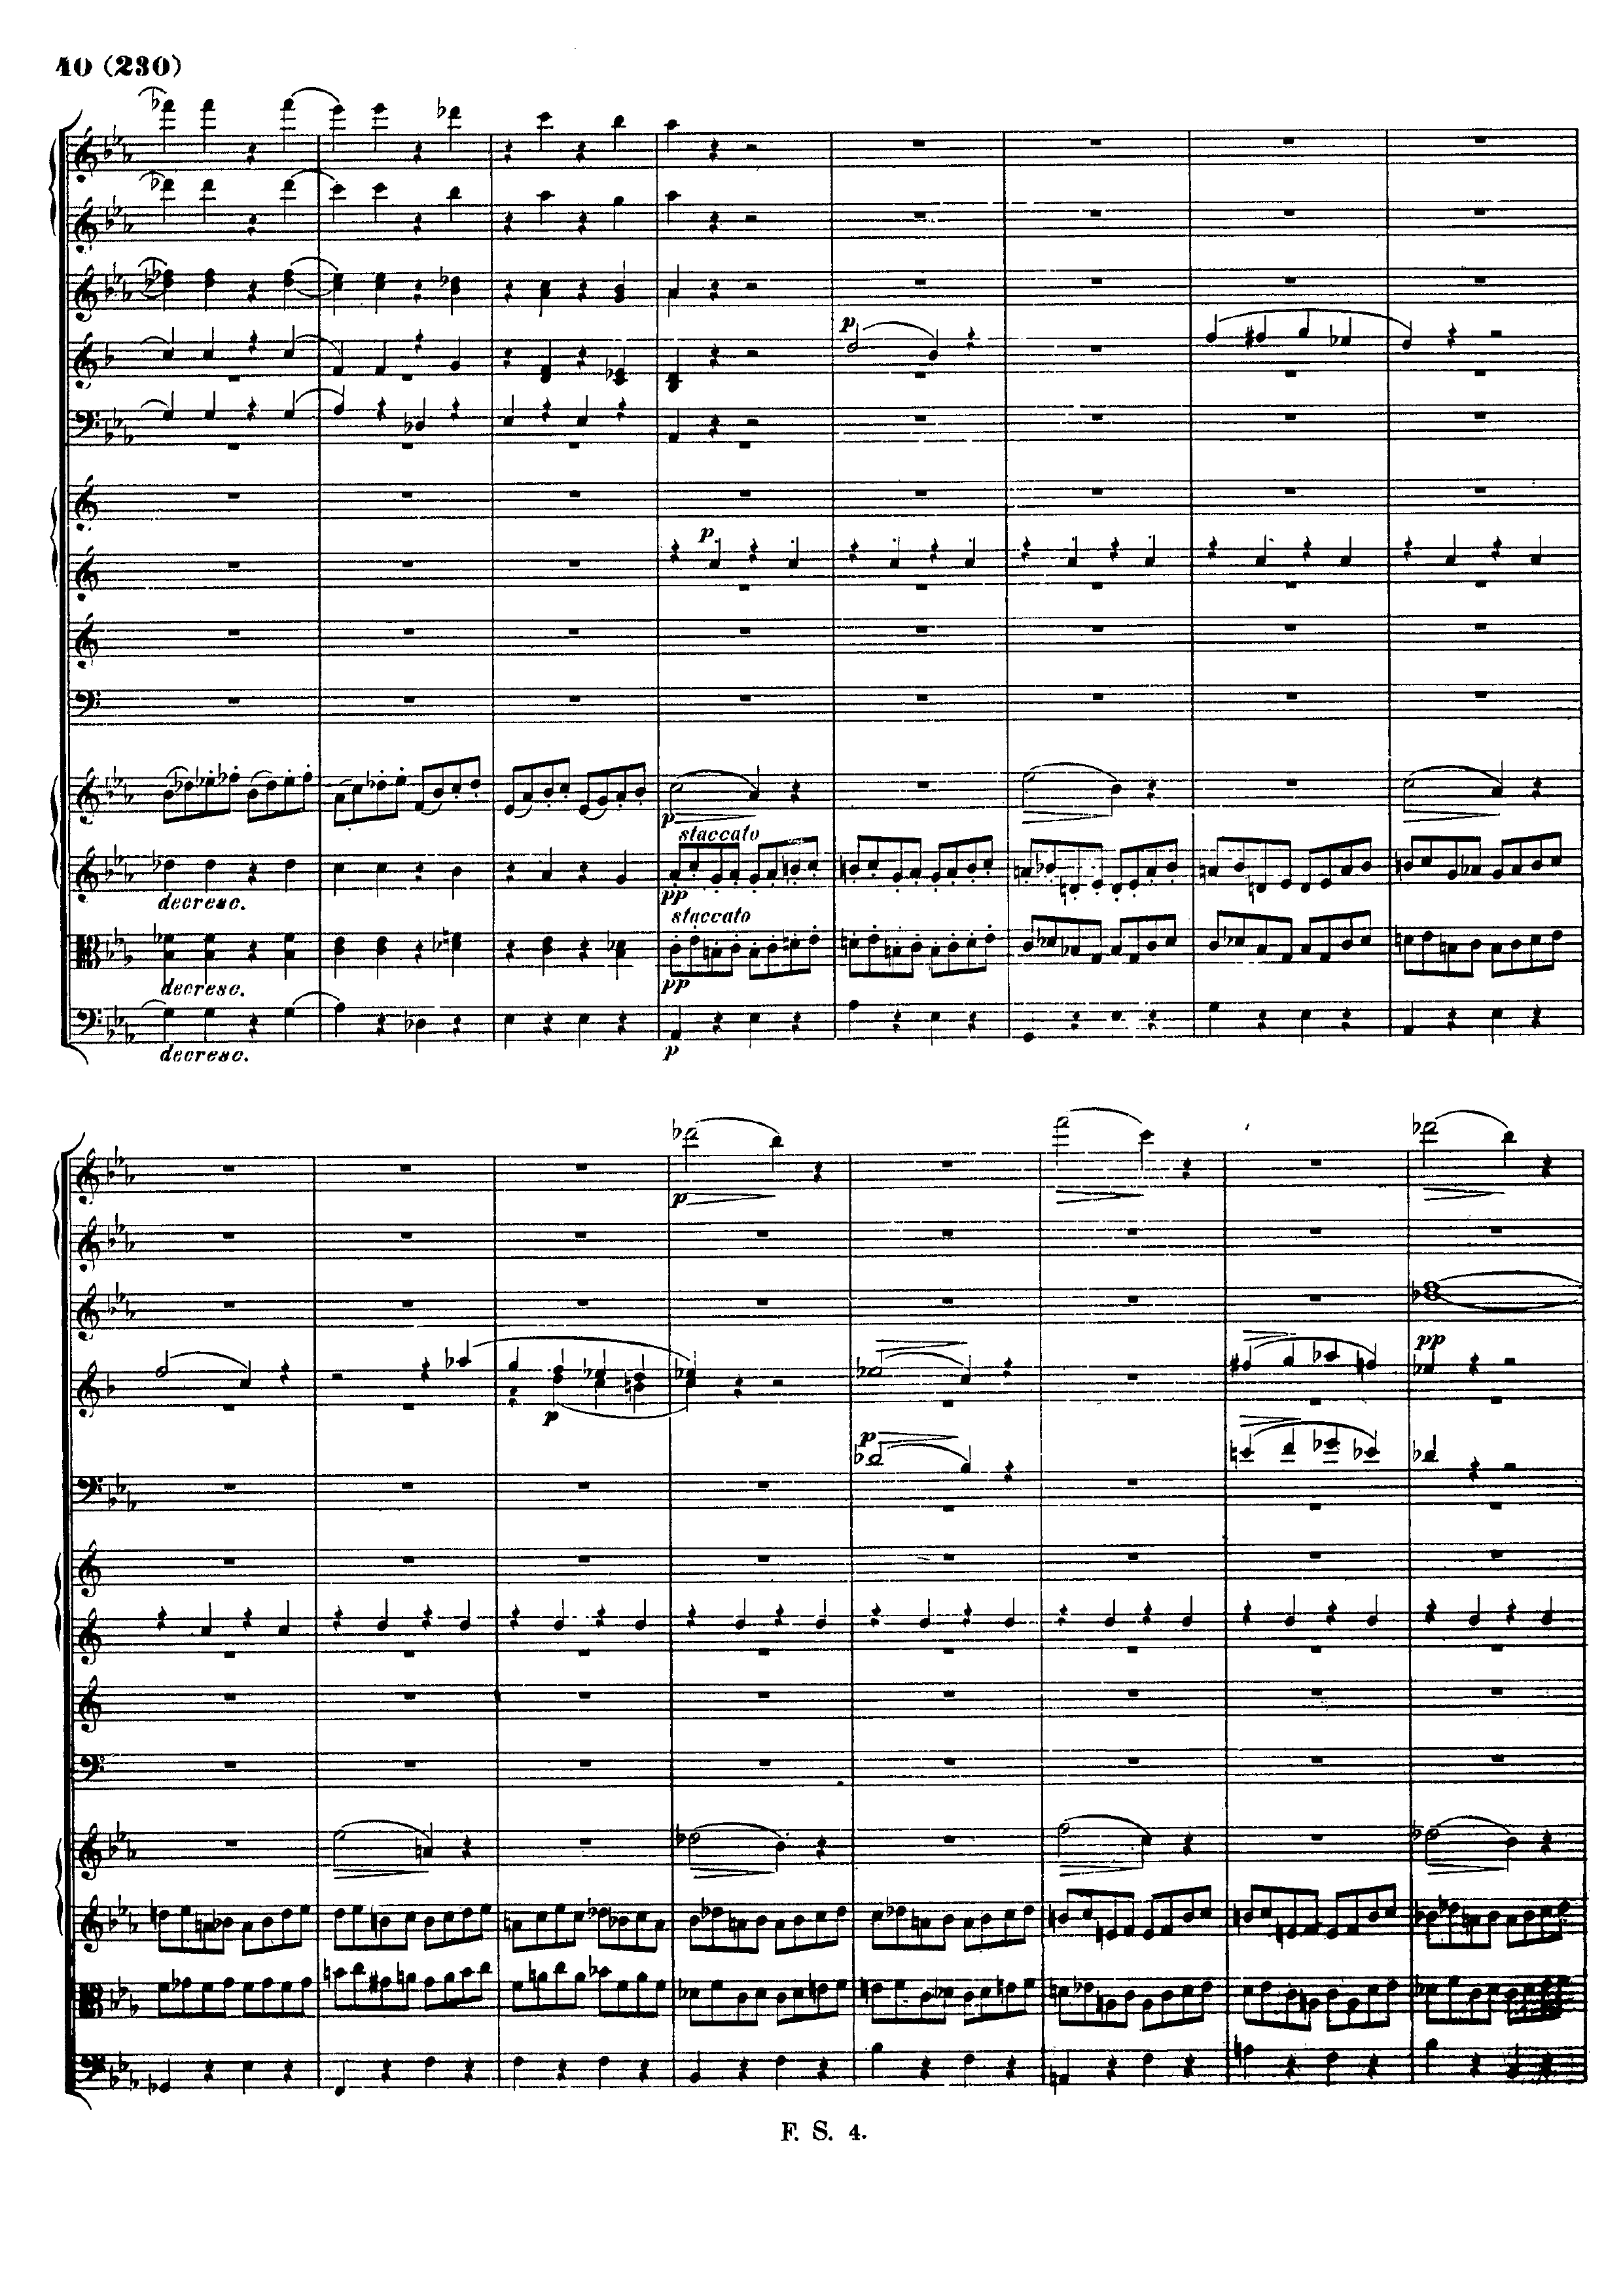 40 (230)
p
p
p
staccato
decresc.
pp
staccato
decresc.
pp
decresc.
p
p
pp
p
p
F. S. 4.